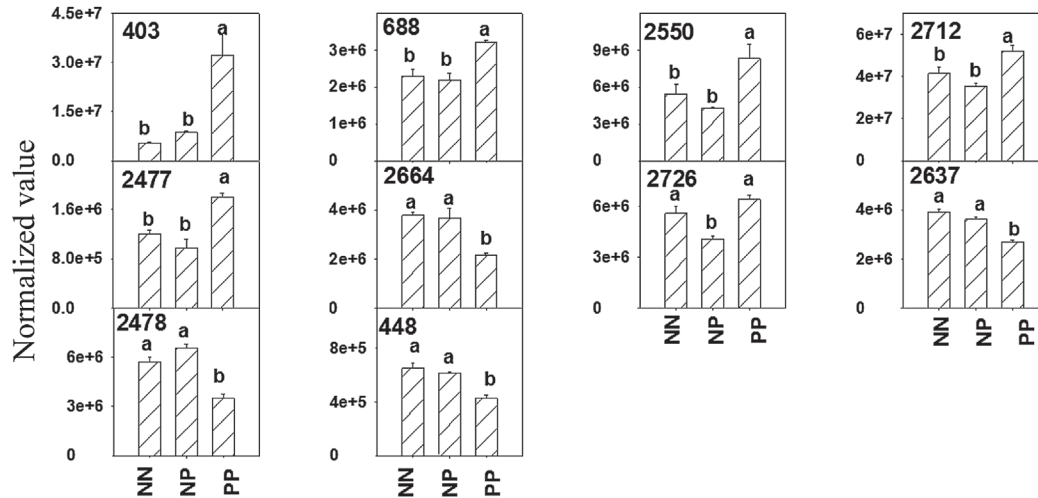 Normalized value
403
4.5e+7
3.0e+7
1.5e+7
0.0
b b a
688
3e+6
2e+6
1e+6
0
b b a
2550
9e+6
6e+6
3e+6
0
b b a
2712
6e+7
4e+7
2e+7
0
b b a
2477
1.6e+6
8.0e+5
0.0
b b a
2664
4e+6
2e+6
0
a a b
2726
6e+6
3e+6
0
a b a
NN NP PP
2637
4e+6
2e+6
0
a a b
NN NP PP
2478
6e+6
3e+6
0
a a b
NN NP PP
448
8e+5
4e+5
0
a a b
NN NP PP